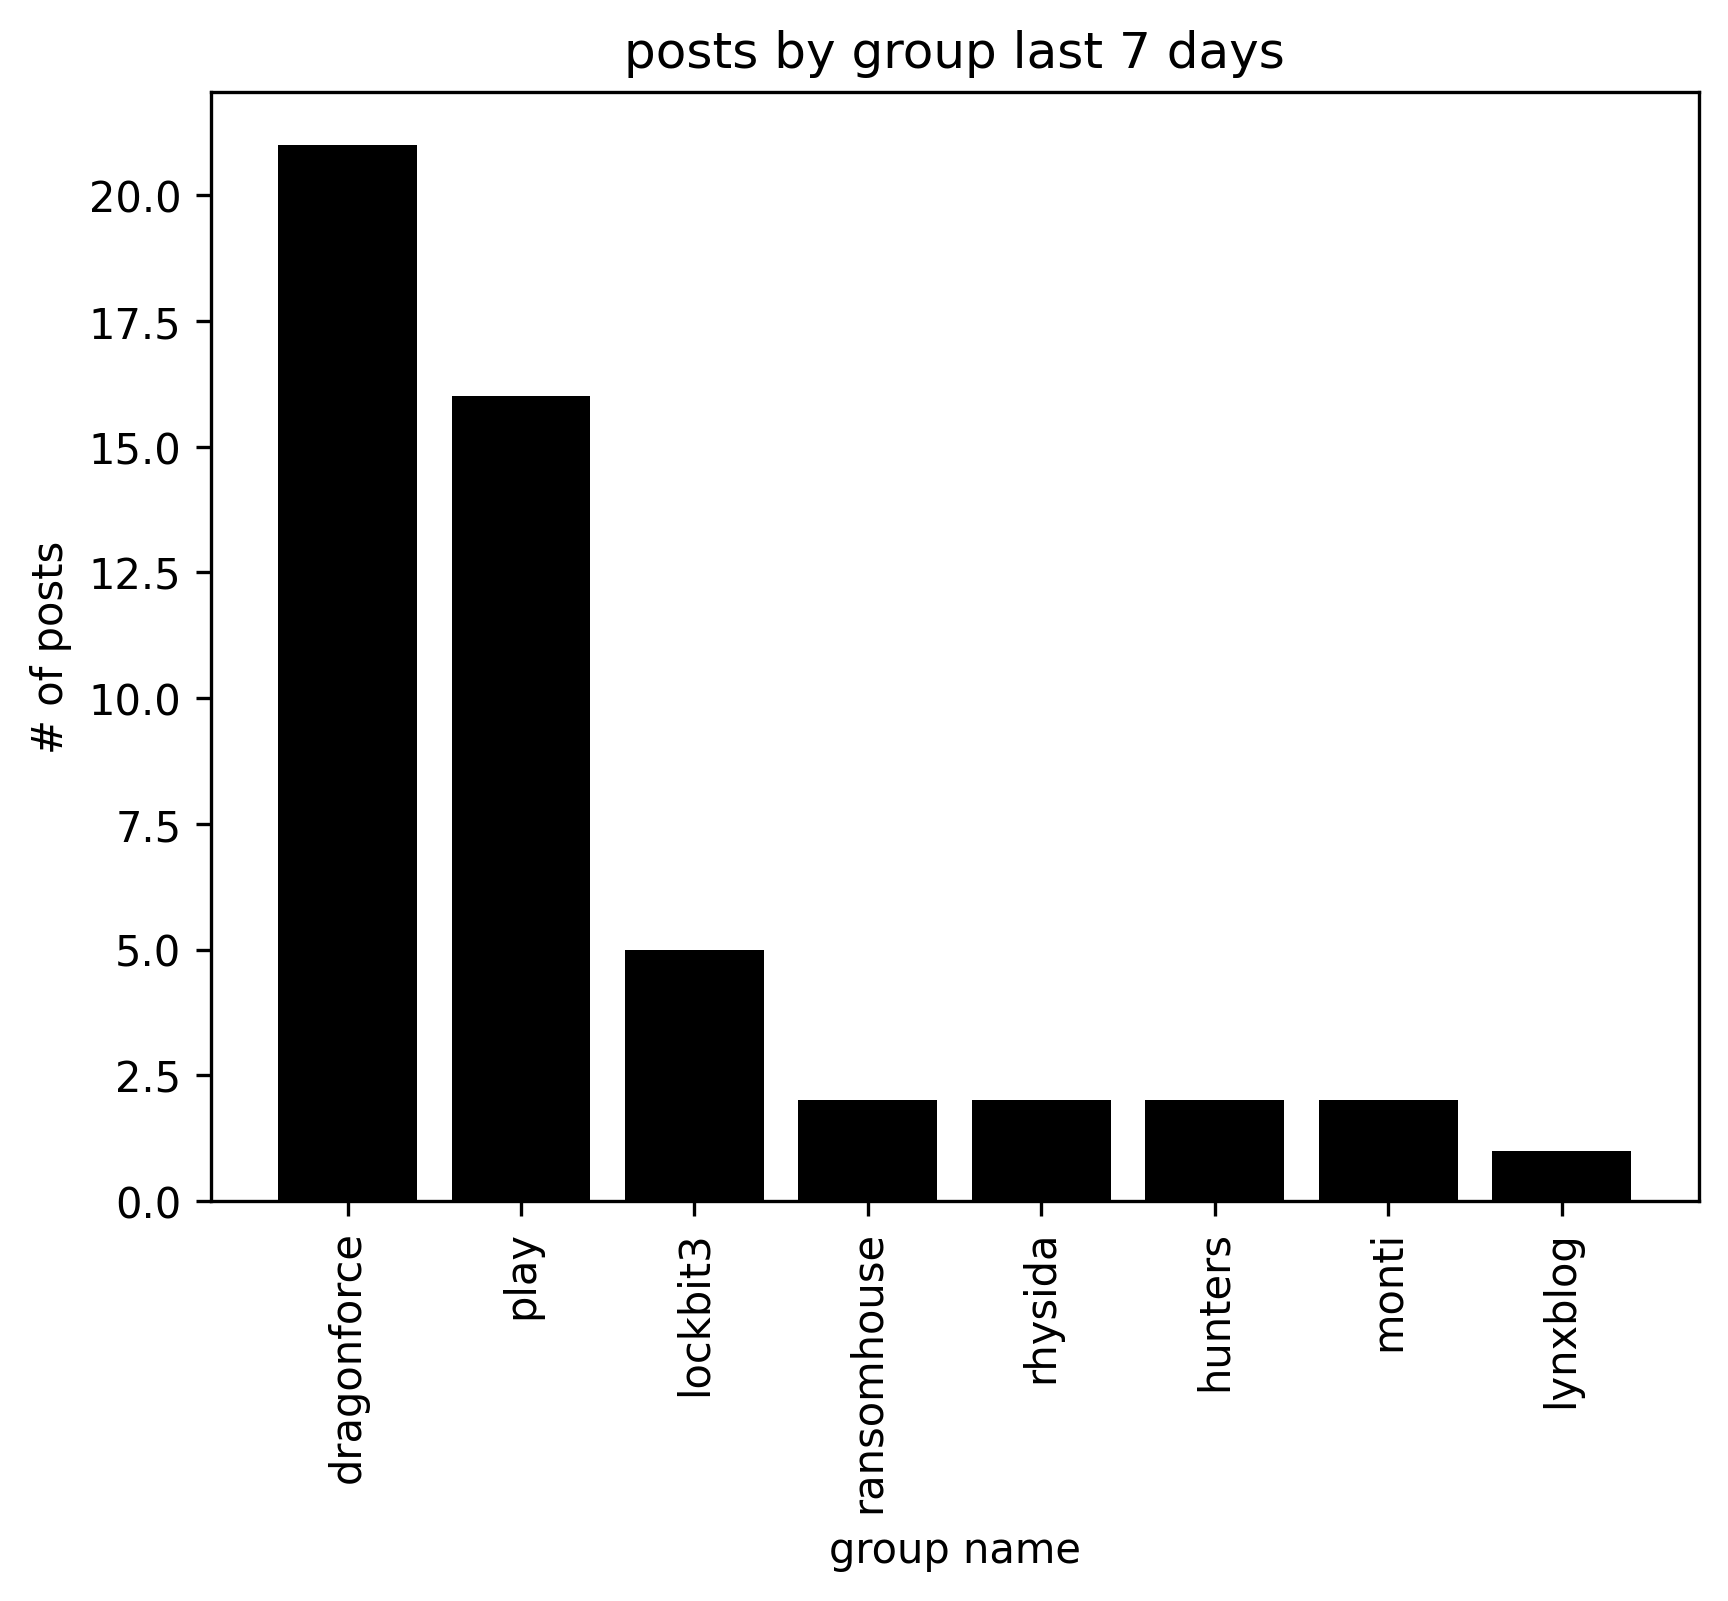 posts by group last 7 days
# of posts
20.0
17.5
15.0
12.5
10.0
7.5
5.0
2.5
0.0
dragonforce
play
lockbit3
ransomhouse
rhysida
hunters
monti
lynxblog
group name